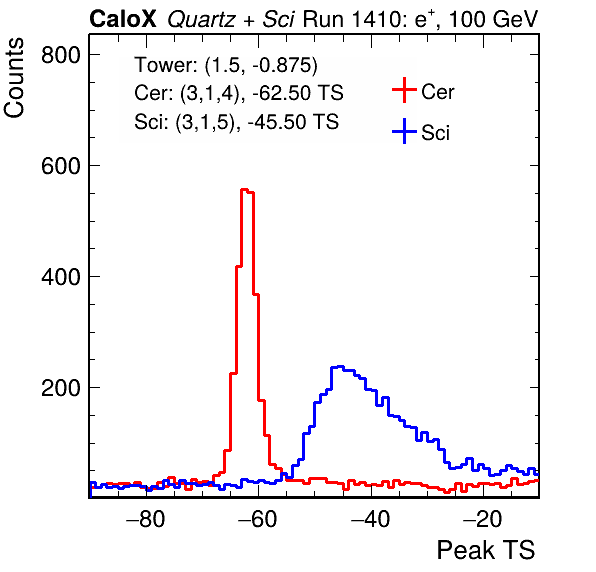 CaloX Quartz + Sci Run 1410: e⁺, 100 GeV
Counts
800
600
400
200
Tower: (1.5, -0.875)
Cer: (3,1,4), -62.50 TS
Sci: (3,1,5), -45.50 TS
Cer
Sci
−80 −60 −40 −20
Peak TS